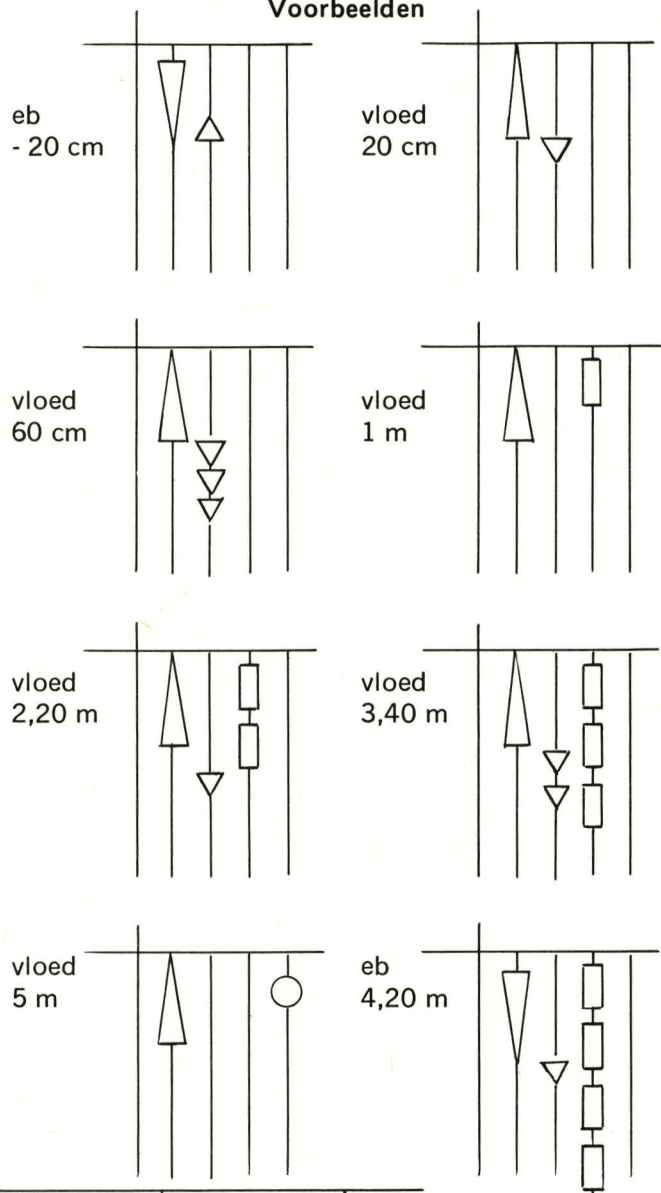 Voorbeelden
eb
- 20 cm
vloed
20 cm
vloed
60 cm
vloed
1 m
vloed
2,20 m
vloed
3,40 m
vloed
5 m
eb
4,20 m